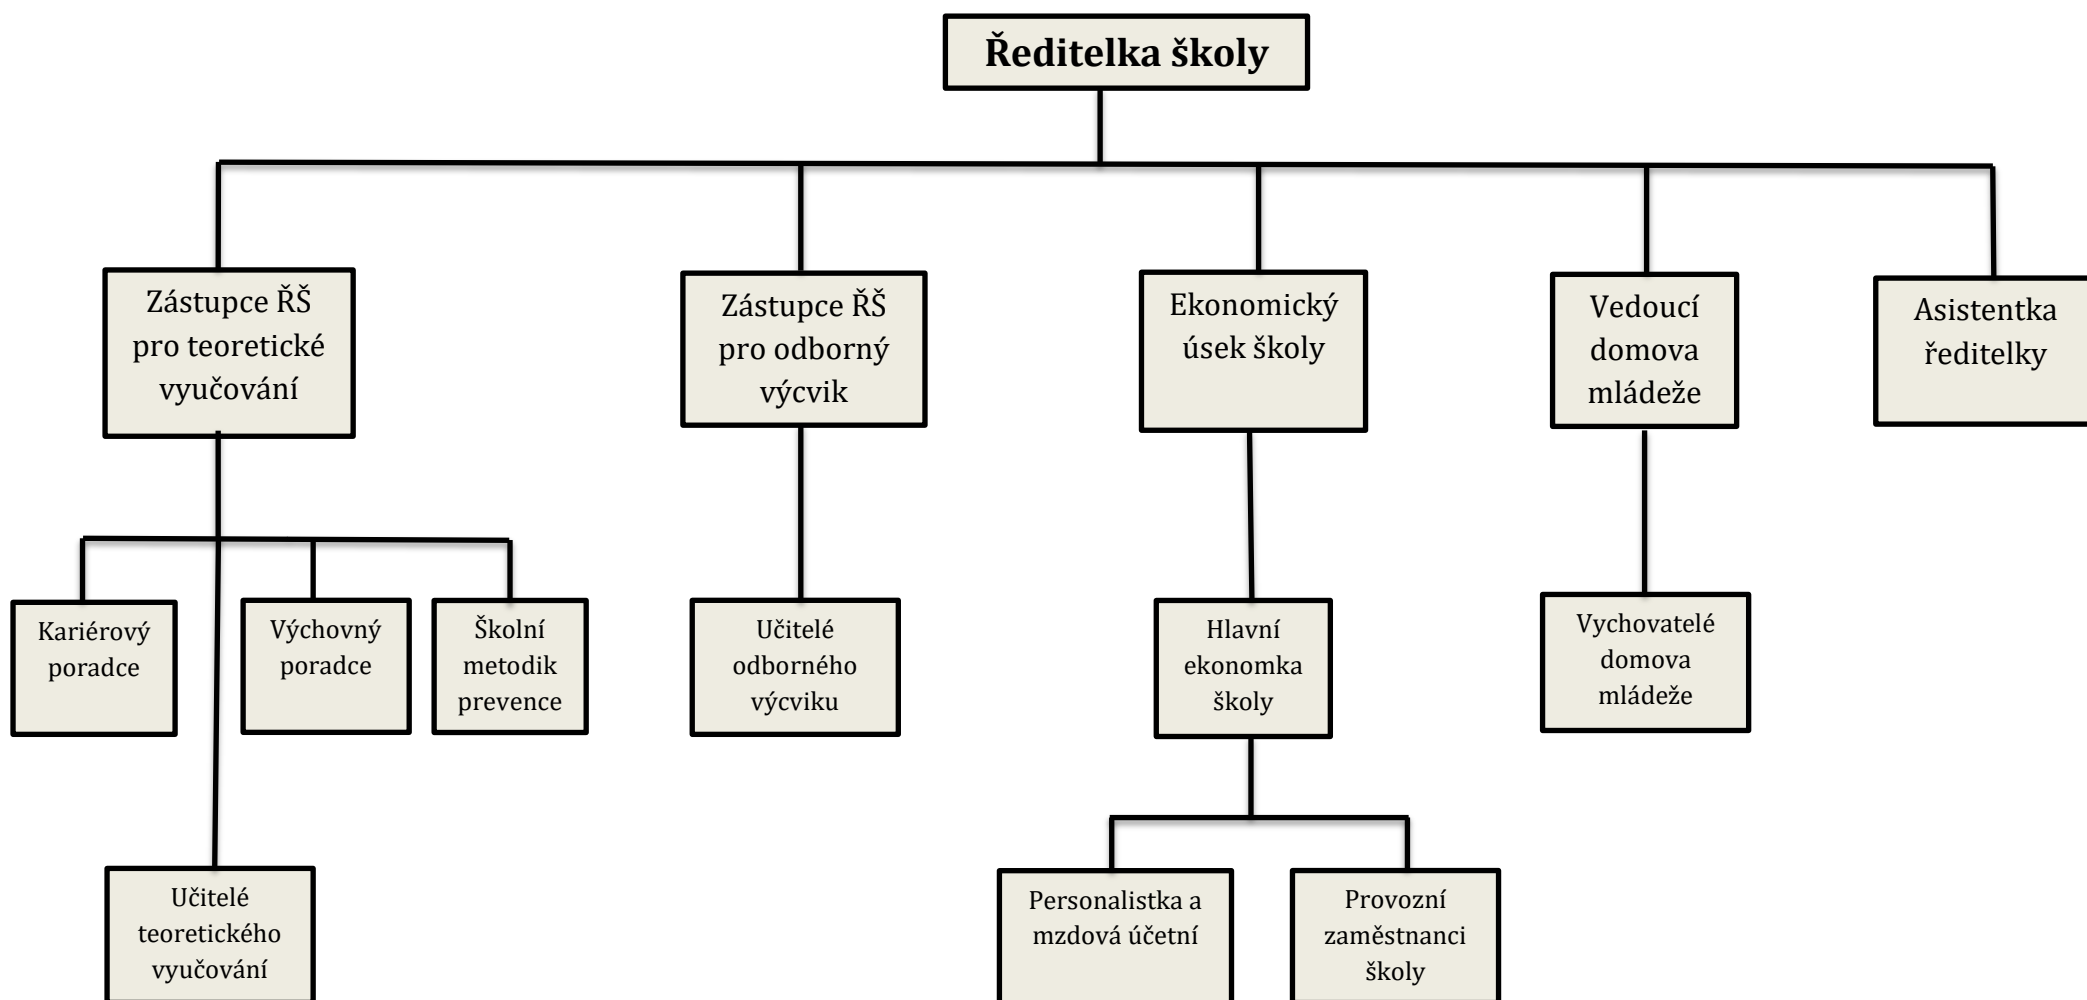 Ředitelka školy
Zástupce ŘŠ
pro teoretické
vyučování
Zástupce ŘŠ
pro odborný
výcvik
Ekonomický
úsek školy
Vedoucí
domova
mládeže
Asistentka
ředitelky
Kariérový
poradce
Výchovný
poradce
Školní
metodik
prevence
Učitelé
odborného
výcviku
Hlavní
ekonomka
školy
Vychovatelé
domova
mládeže
Učitelé
teoretického
vyučování
Personalistka a
mzdová účetní
Provozní
zaměstnanci
školy